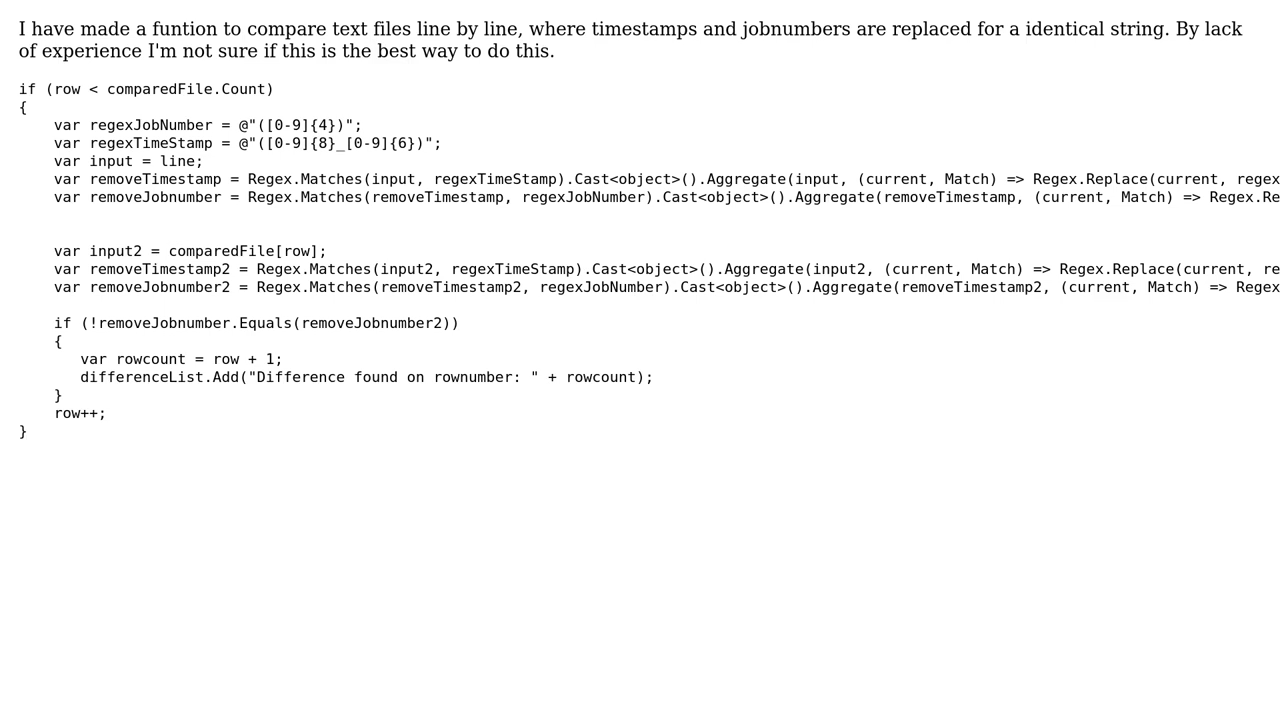 I have made a funtion to compare text files line by line, where timestamps and jobnumbers are replaced for a identical string. By lack
of experience I'm not sure if this is the best way to do this.
if (row < comparedFile.Count)
{
    var regexJobNumber = @"([0-9]{4})";
    var regexTimeStamp = @"([0-9]{8}_[0-9]{6})";
    var input = line;
    var removeTimestamp = Regex.Matches(input, regexTimeStamp).Cast<object>().Aggregate(input, (current, Match) => Regex.Replace(current, regex
    var removeJobnumber = Regex.Matches(removeTimestamp, regexJobNumber).Cast<object>().Aggregate(removeTimestamp, (current, Match) => Regex.Re
    var input2 = comparedFile[row];
    var removeTimestamp2 = Regex.Matches(input2, regexTimeStamp).Cast<object>().Aggregate(input2, (current, Match) => Regex.Replace(current, re
    var removeJobnumber2 = Regex.Matches(removeTimestamp2, regexJobNumber).Cast<object>().Aggregate(removeTimestamp2, (current, Match) => Regex
    if (!removeJobnumber.Equals(removeJobnumber2))
    {
       var rowcount = row + 1;
       differenceList.Add("Difference found on rownumber: " + rowcount);
    }
    row++;
}